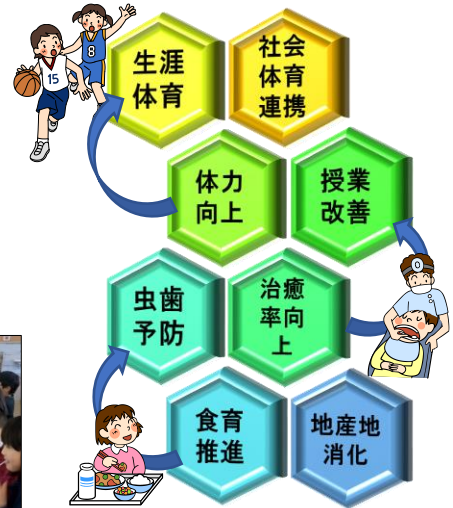 生涯
体育
社会
体育
連携
体力
向上
授業
改善
虫歯
予防
治癒
率向
上
食育
推進
地産地
消化
15
8